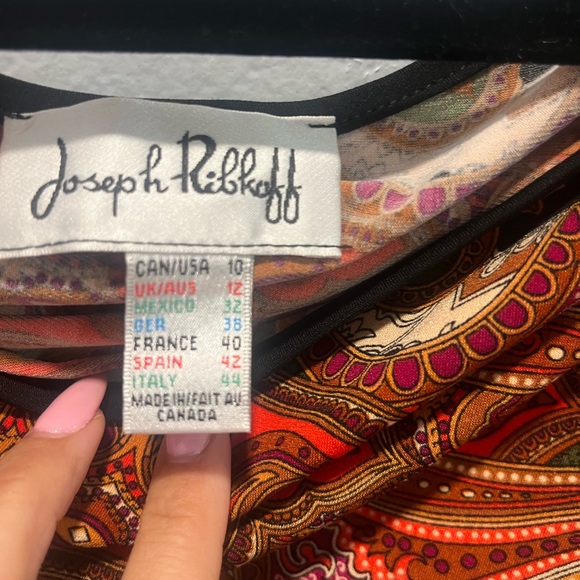 Joseph Ribkoff
CAN/USA 10
UK/AUS 12
MEXICO 32
GER 38
FRANCE 40
SPAIN 42
ITALY 44
MADE IN/FAIT AU
CANADA